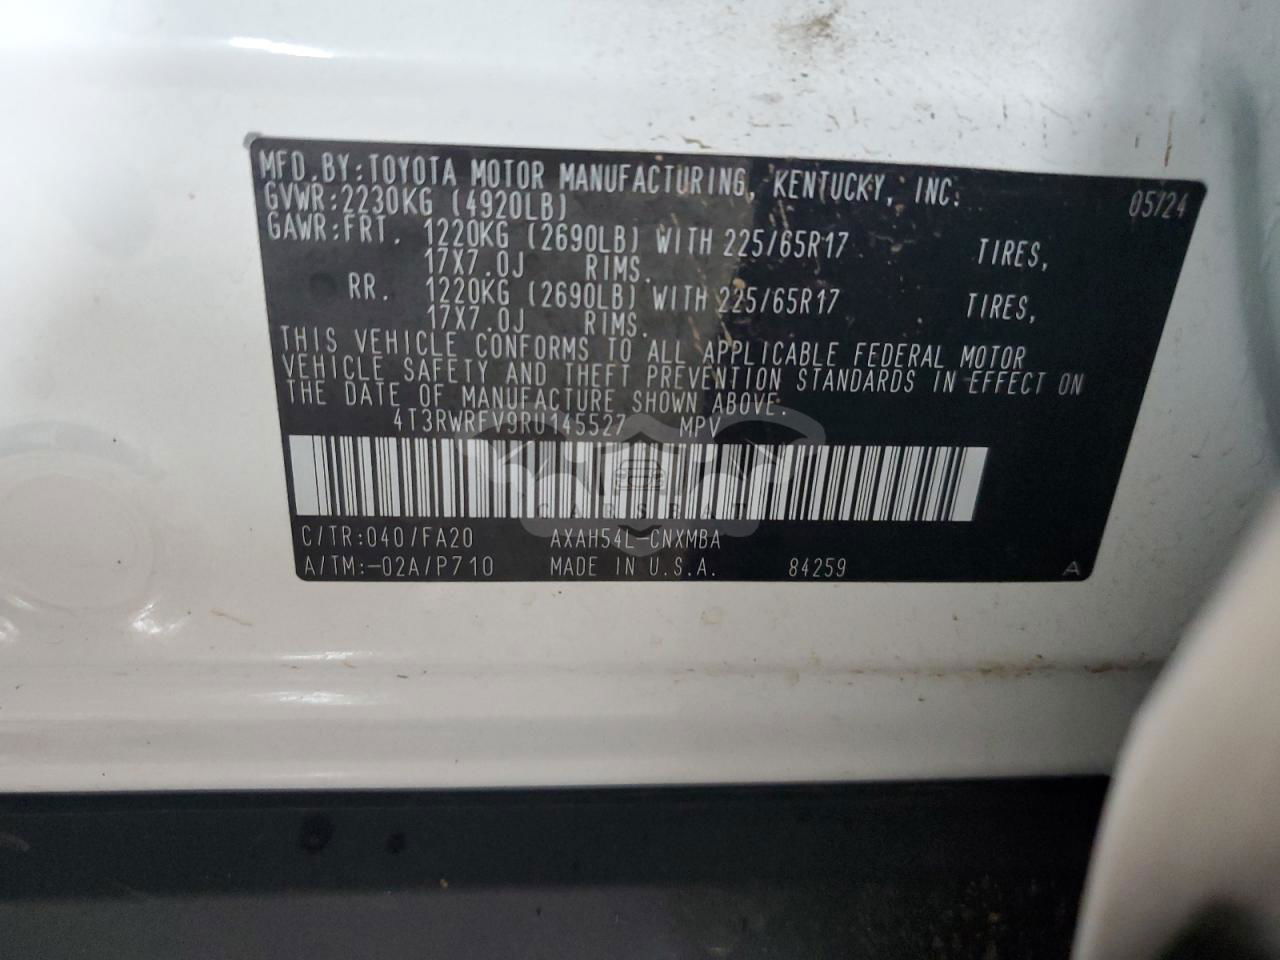 MFD.BY:TOYOTA MOTOR MANUFACTURING, KENTUCKY, INC. 05/24
GVWR:2230KG (4920LB)
GAWR:FRT. 1220KG (2690LB) WITH 225/65R17 TIRES,
17X7.0J RIMS.
RR. 1220KG (2690LB) WITH 225/65R17 TIRES,
17X7.0J RIMS.
THIS VEHICLE CONFORMS TO ALL APPLICABLE FEDERAL MOTOR
VEHICLE SAFETY AND THEFT PREVENTION STANDARDS IN EFFECT ON
THE DATE OF MANUFACTURE SHOWN ABOVE.
4T3RWRFV9RU145527 MPV
CARSBAT
C/TR:040/FA20 AXAH54L-CNXMBA
A/TM:-02A/P710 MADE IN U.S.A. 84259 A